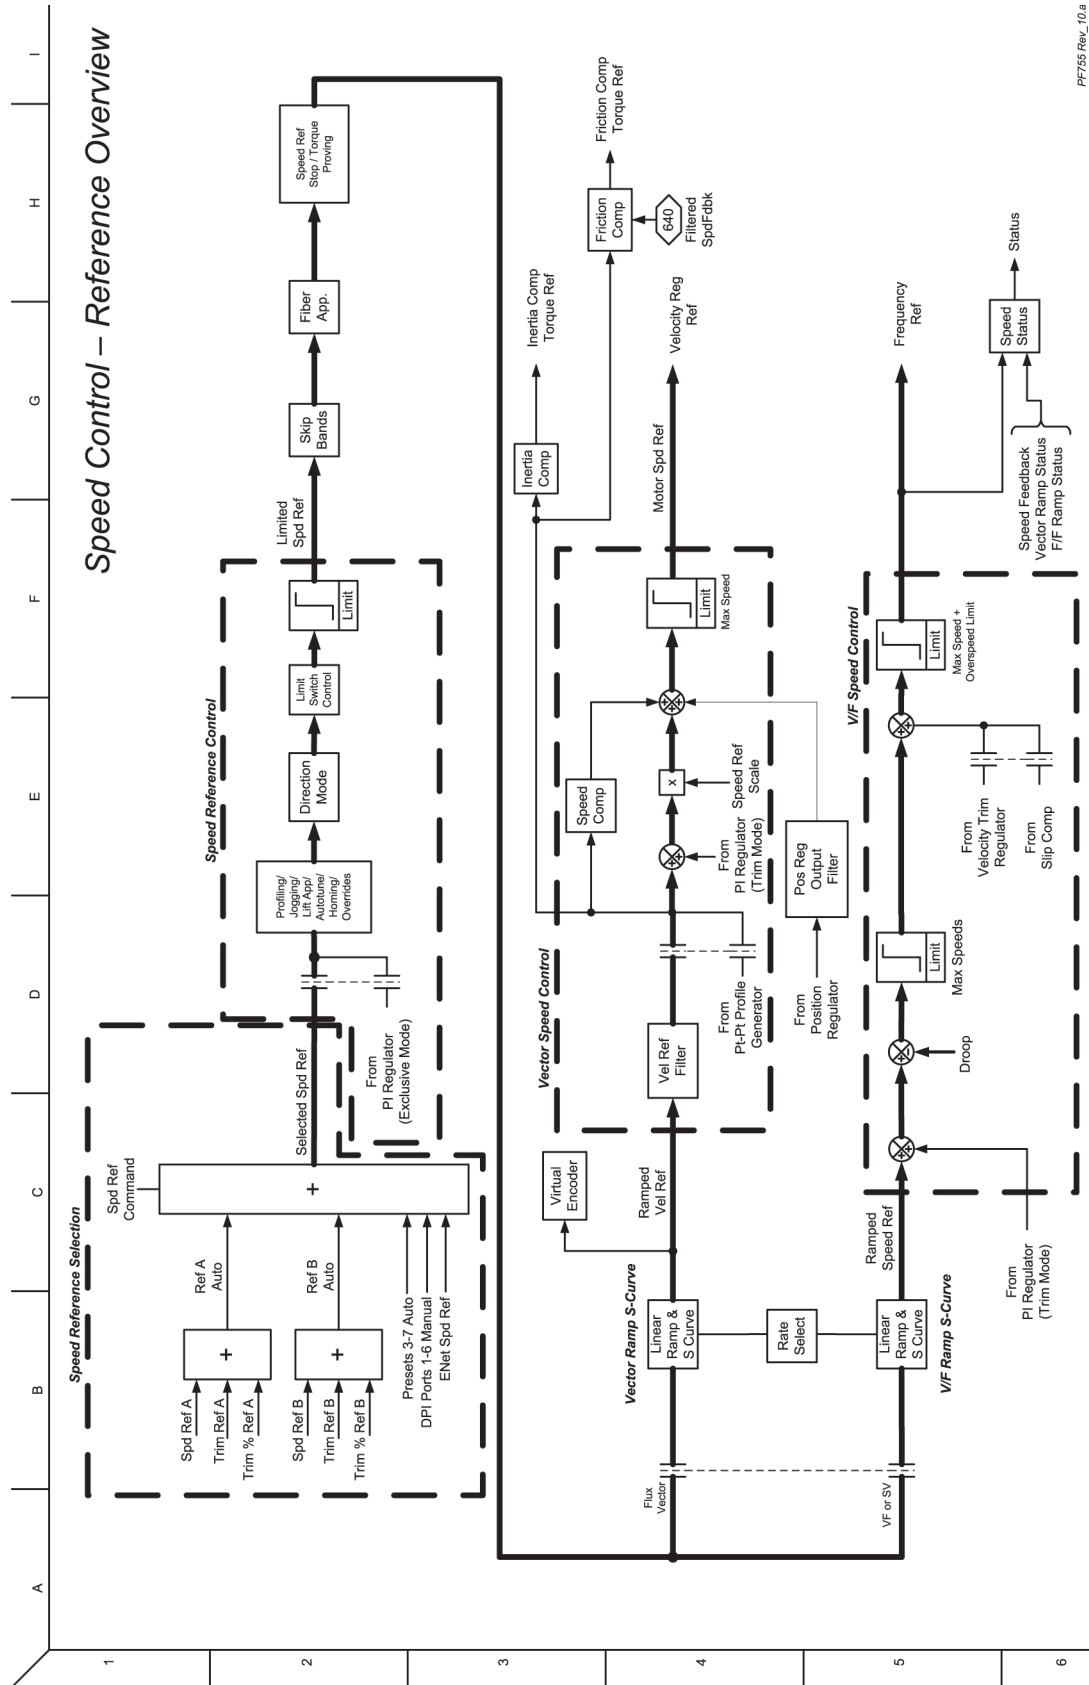 Speed Control – Reference Overview
A
B
C
D
E
F
G
H
I
1
2
3
4
5
6
Speed Reference Selection
Spd Ref A
Trim Ref A
Trim % Ref A
+
Ref A
Auto
Spd Ref B
Trim Ref B
Trim % Ref B
+
Ref B
Auto
Presets 3-7 Auto
DPI Ports 1-6 Manual
ENet Spd Ref
Spd Ref
Command
+
Selected Spd Ref
Speed Reference Control
From
PI Regulator
(Exclusive Mode)
Profiling/
Jogging/
Lift App/
Autotune/
Homing/
Overrides
Direction
Mode
Limit
Switch
Control
Limit
Limited
Spd Ref
Skip
Bands
Fiber
App.
Speed Ref
Stop / Torque
Proving
Flux
Vector
Vector Ramp S-Curve
Linear
Ramp &
S Curve
Virtual
Encoder
Ramped
Vel Ref
Vector Speed Control
Vel Ref
Filter
From
Pt-Pt Profile
Generator
+
+
From
PI Regulator
(Trim Mode)
Speed
Comp
x
Speed Ref
Scale
+
+
+
From
Position
Regulator
Pos Reg
Output
Filter
Limit
Max Speed
Motor Spd Ref
Velocity Reg
Ref
Inertia
Comp
Inertia Comp
Torque Ref
Friction
Comp
Friction Comp
Torque Ref
640
Filtered
SpdFdbk
Rate
Select
VF or SV
V/F Ramp S-Curve
Linear
Ramp &
S Curve
Ramped
Speed Ref
From
PI Regulator
(Trim Mode)
V/F Speed Control
+
+
+
-
Droop
Limit
Max Speeds
From
Velocity Trim
Regulator
From
Slip Comp
+
+
Limit
Max Speed +
Overspeed Limit
Frequency
Ref
Speed Feedback
Vector Ramp Status
F/F Ramp Status
Speed
Status
Status
PF755 Rev_10.a